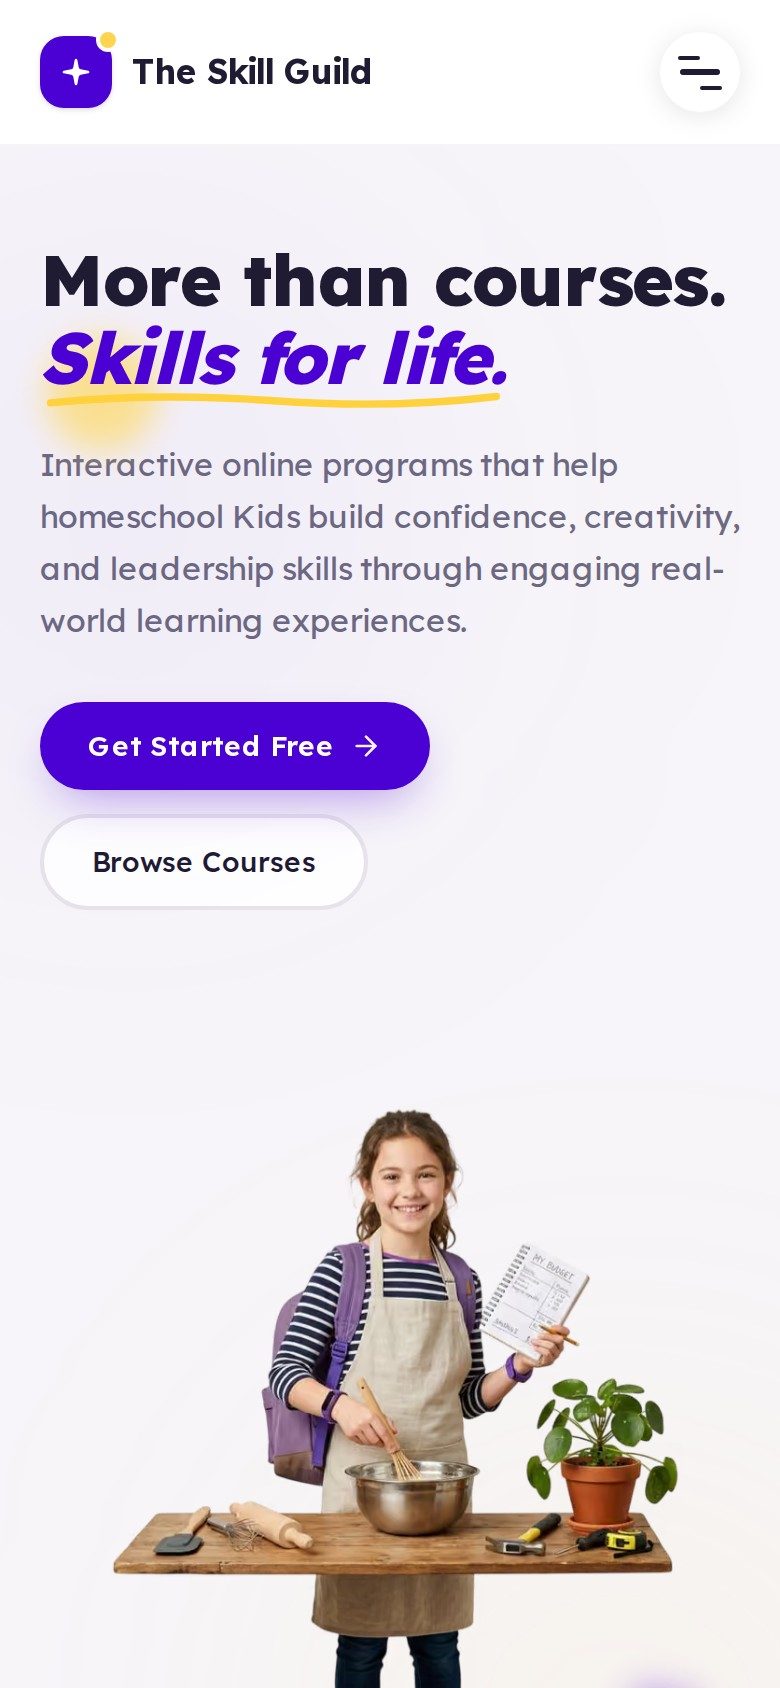 The Skill Guild
More than courses.
Skills for life.
Interactive online programs that help
homeschool Kids build confidence, creativity,
and leadership skills through engaging real-
world learning experiences.
Get Started Free
Browse Courses
MY BUDGET